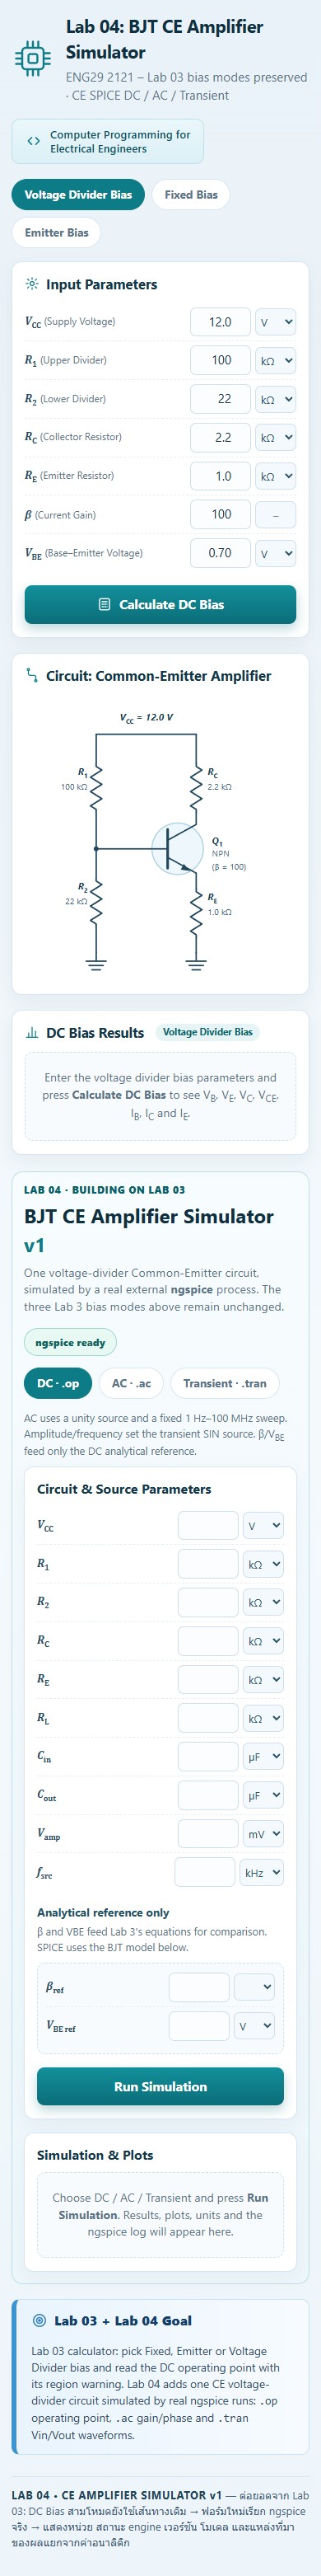 Lab 04: BJT CE Amplifier
Simulator
ENG29 2121 – Lab 03 bias modes preserved
· CE SPICE DC / AC / Transient
Computer Programming for
Electrical Engineers
Voltage Divider Bias
Fixed Bias
Emitter Bias
Input Parameters
VCC (Supply Voltage) 12.0 V
R1 (Upper Divider) 100 kΩ
R2 (Lower Divider) 22 kΩ
RC (Collector Resistor) 2.2 kΩ
RE (Emitter Resistor) 1.0 kΩ
β (Current Gain) 100 –
VBE (Base–Emitter Voltage) 0.70 V
Calculate DC Bias
Circuit: Common-Emitter Amplifier
VCC = 12.0 V
R1
100 kΩ
RC
2.2 kΩ
Q1
NPN
(β = 100)
R2
22 kΩ
RE
1.0 kΩ
DC Bias Results Voltage Divider Bias
Enter the voltage divider bias parameters and
press Calculate DC Bias to see VB, VE, VC, VCE,
IB, IC and IE.
LAB 04 · BUILDING ON LAB 03
BJT CE Amplifier Simulator
v1
One voltage-divider Common-Emitter circuit,
simulated by a real external ngspice process. The
three Lab 3 bias modes above remain unchanged.
ngspice ready
DC · .op
AC · .ac
Transient · .tran
AC uses a unity source and a fixed 1 Hz–100 MHz sweep.
Amplitude/frequency set the transient SIN source. β/VBE
feed only the DC analytical reference.
Circuit & Source Parameters
VCC V
R1 kΩ
R2 kΩ
RC kΩ
RE kΩ
RL kΩ
Cin µF
Cout µF
Vamp mV
fsrc kHz
Analytical reference only
β and VBE feed Lab 3's equations for comparison.
SPICE uses the BJT model below.
βref
VBE ref V
Run Simulation
Simulation & Plots
Choose DC / AC / Transient and press Run
Simulation. Results, plots, units and the
ngspice log will appear here.
Lab 03 + Lab 04 Goal
Lab 03 calculator: pick Fixed, Emitter or Voltage
Divider bias and read the DC operating point with
its region warning. Lab 04 adds one CE voltage-
divider circuit simulated by real ngspice runs: .op
operating point, .ac gain/phase and .tran
Vin/Vout waveforms.
LAB 04 • CE AMPLIFIER SIMULATOR v1 — ต่อยอดจาก Lab
03: DC Bias สามโหมดยังใช้เส้นทางเดิม → ฟอร์มใหม่เรียก ngspice
จริง → แสดงหน่วย สถานะ engine เวอร์ชัน โมเดล และแหล่งที่มา
ของผลแยกจากค่าอนาลิติก